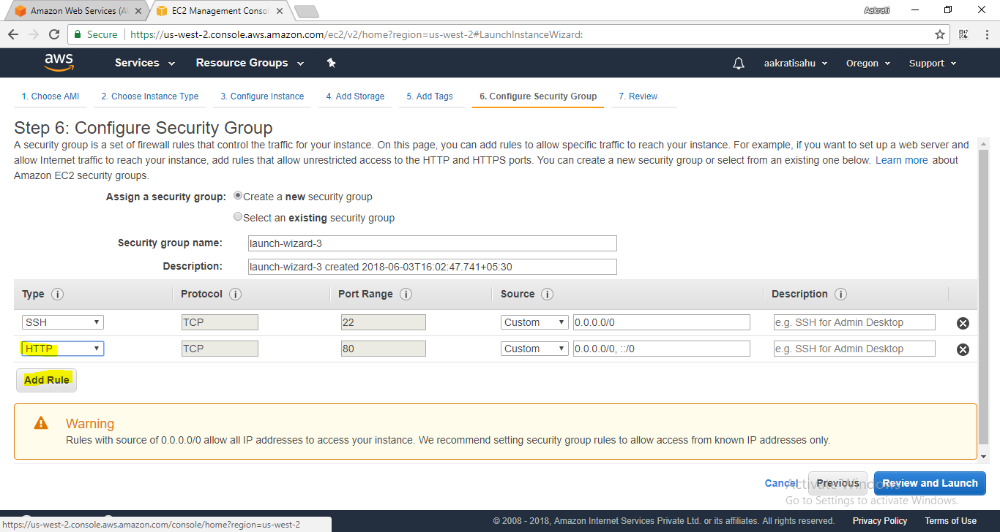 Amazon Web Services (A
EC2 Management Conso
Aakrati
Secure
https://us-west-2.console.aws.amazon.com/ec2/v2/home?region=us-west-2#LaunchInstanceWizard:
aws
Services
Resource Groups
aakratisahu
Oregon
Support
1. Choose AMI
2. Choose Instance Type
3. Configure Instance
4. Add Storage
5. Add Tags
6. Configure Security Group
7. Review
Step 6: Configure Security Group
A security group is a set of firewall rules that control the traffic for your instance. On this page, you can add rules to allow specific traffic to reach your instance. For example, if you want to set up a web server and
allow Internet traffic to reach your instance, add rules that allow unrestricted access to the HTTP and HTTPS ports. You can create a new security group or select from an existing one below. Learn more about
Amazon EC2 security groups.
Assign a security group: Create a new security group
Select an existing security group
Security group name: launch-wizard-3
Description: launch-wizard-3 created 2018-06-03T16:02:47.741+05:30
Type i Protocol i Port Range i Source i Description i
SSH TCP 22 Custom 0.0.0.0/0 e.g. SSH for Admin Desktop
HTTP TCP 80 Custom 0.0.0.0/0, ::/0 e.g. SSH for Admin Desktop
Add Rule
Warning
Rules with source of 0.0.0.0/0 allow all IP addresses to access your instance. We recommend setting security group rules to allow access from known IP addresses only.
Cancel Previous Review and Launch
Activate Windows
Go to Settings to activate Windows.
https://us-west-2.console.aws.amazon.com/console/home?region=us-west-2
© 2008 - 2018, Amazon Internet Services Private Ltd. or its affiliates. All rights reserved. Privacy Policy Terms of Use